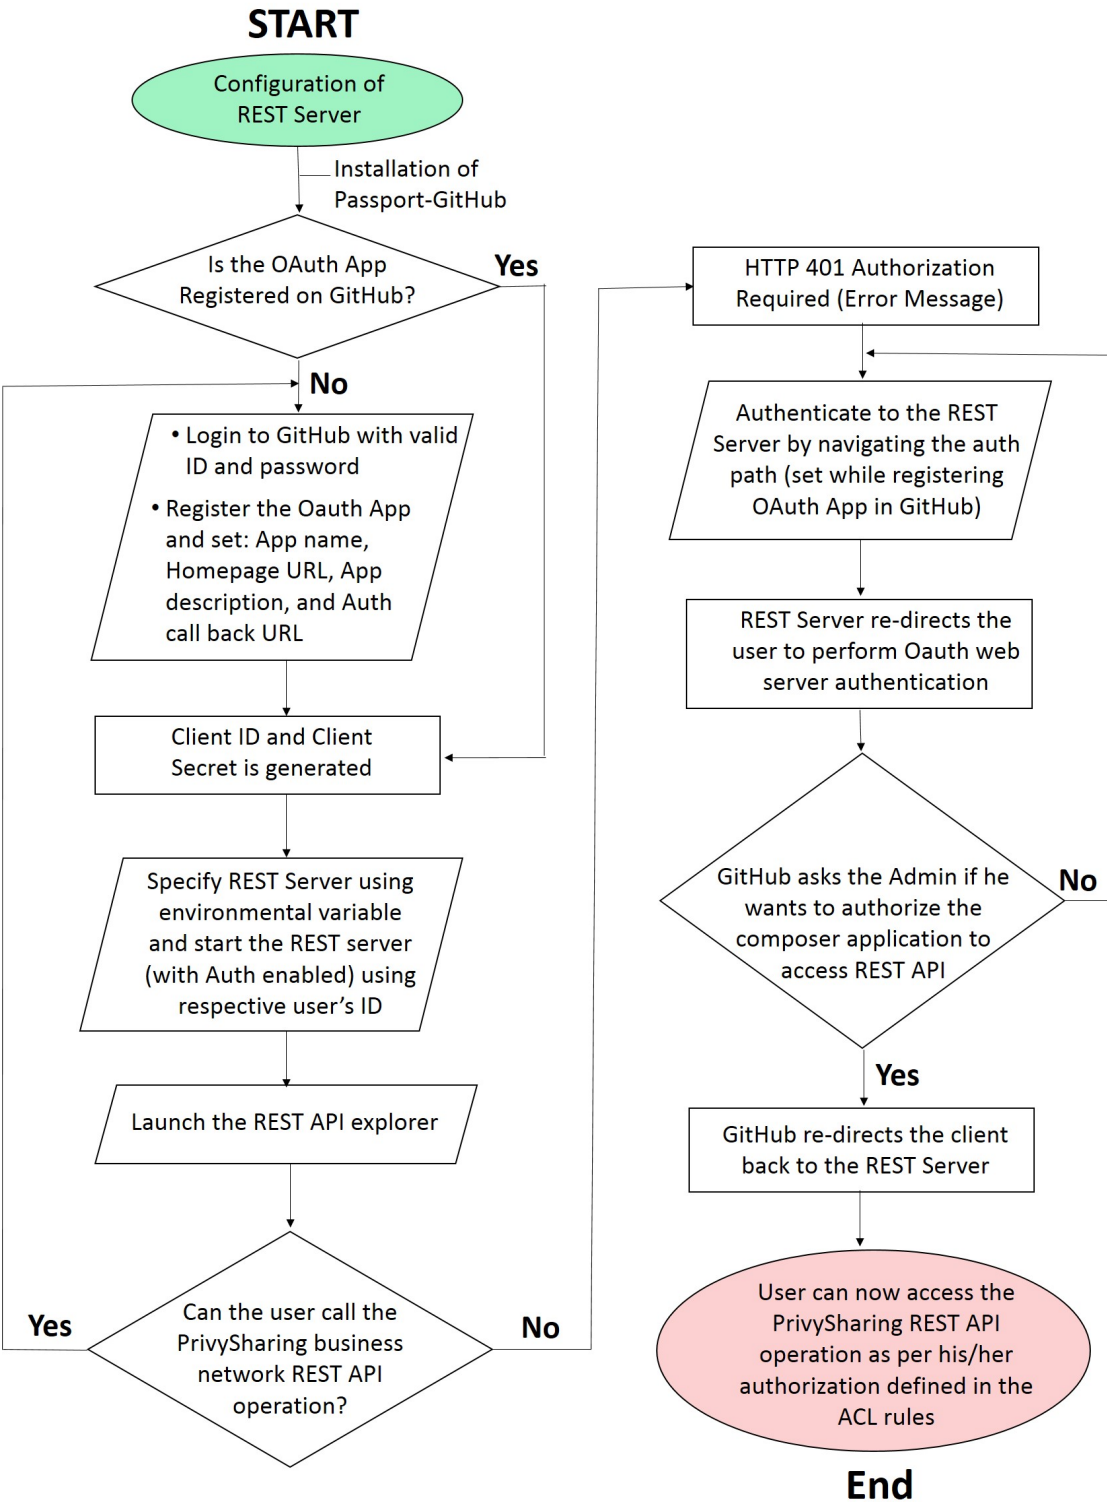 START
Configuration of
REST Server
Installation of
Passport-GitHub
Is the OAuth App
Registered on GitHub?
Yes
No
• Login to GitHub with valid
ID and password
• Register the Oauth App
and set: App name,
Homepage URL, App
description, and Auth
call back URL
Client ID and Client
Secret is generated
Specify REST Server using
environmental variable
and start the REST server
(with Auth enabled) using
respective user’s ID
Launch the REST API explorer
Can the user call the
PrivySharing business
network REST API
operation?
Yes
No
HTTP 401 Authorization
Required (Error Message)
Authenticate to the REST
Server by navigating the auth
path (set while registering
OAuth App in GitHub)
REST Server re-directs the
user to perform Oauth web
server authentication
GitHub asks the Admin if he
wants to authorize the
composer application to
access REST API
No
Yes
GitHub re-directs the client
back to the REST Server
User can now access the
PrivySharing REST API
operation as per his/her
authorization defined in the
ACL rules
End